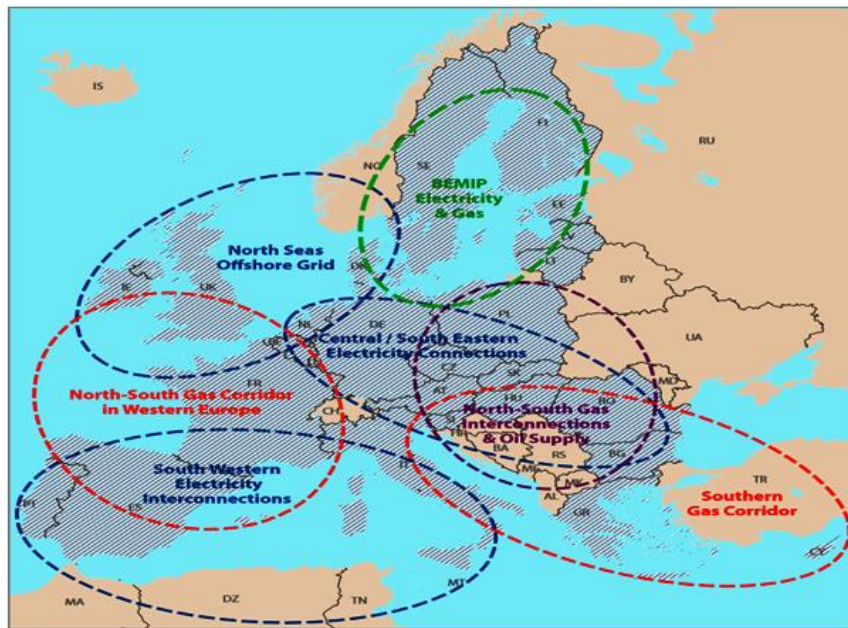 IS
FI
NO
SE
RU
BEMIP
Electricity
& Gas
EE
LV
North Seas
Offshore Grid
DK
LT
IE
UK
BY
NL
DE
PL
BE
Central / South Eastern
Electricity Connections
UA
LU
CZ
SK
FR
AT
HU
RO
MD
North-South Gas Corridor
in Western Europe
CH
North-South Gas
Interconnections
& Oil Supply
SI
HR
BA
RS
BG
South Western
Electricity
Interconnections
IT
ME
MK
AL
TR
Southern
Gas Corridor
PT
ES
GR
CY
MT
MA
DZ
TN